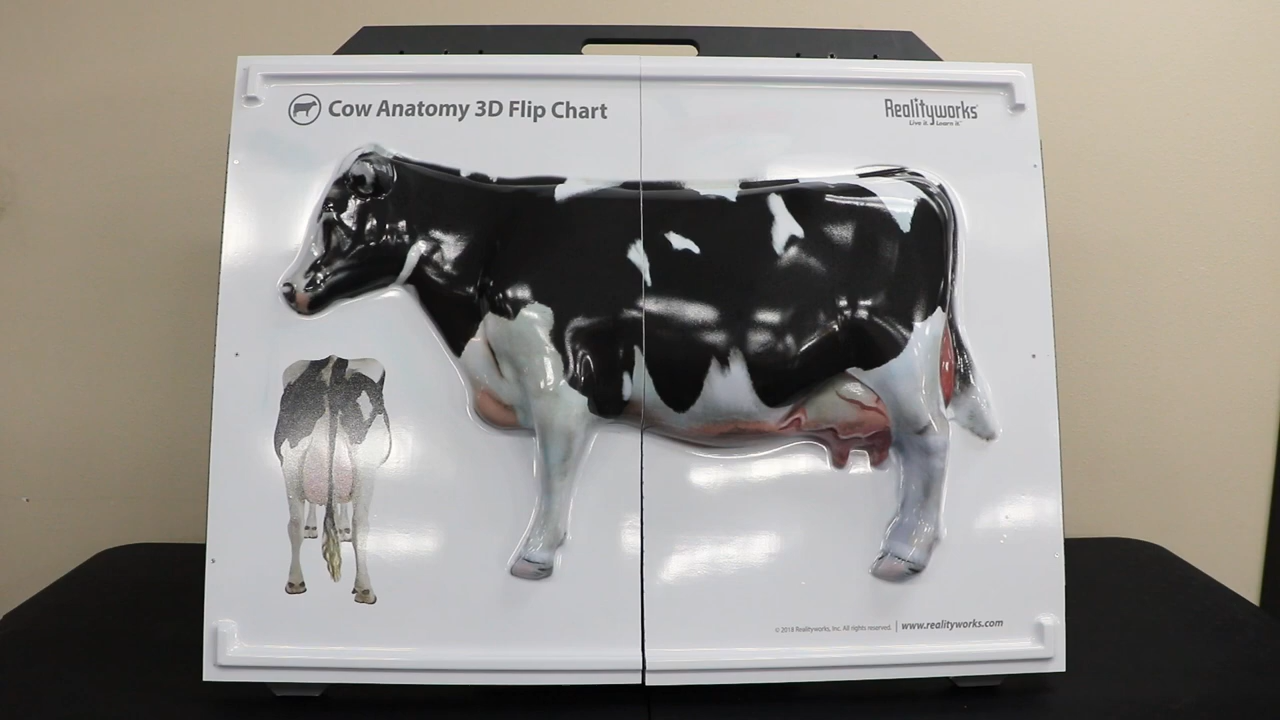 Cow Anatomy 3D Flip Chart
Realityworks
Live it. Learn it.
© 2018 Realityworks, Inc. All rights reserved. | www.realityworks.com